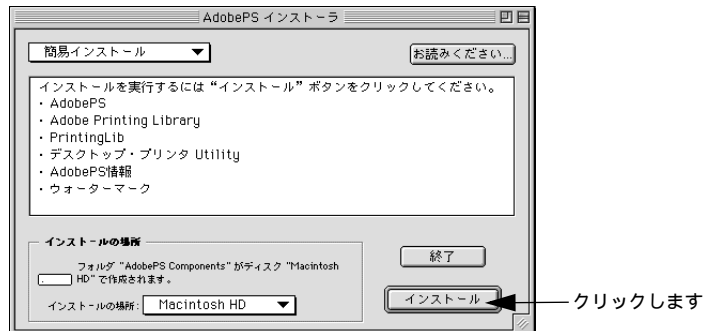 AdobePS インストーラ
簡易インストール
お読みください...
インストールを実行するには“インストール”ボタンをクリックしてください。
・ AdobePS
・ Adobe Printing Library
・ PrintingLib
・ デスクトップ・プリンタ Utility
・ AdobePS情報
・ ウォーターマーク
インストールの場所
フォルダ "AdobePS Components" がディスク "Macintosh
HD" で作成されます。
終了
インストールの場所: Macintosh HD
インストール
クリックします